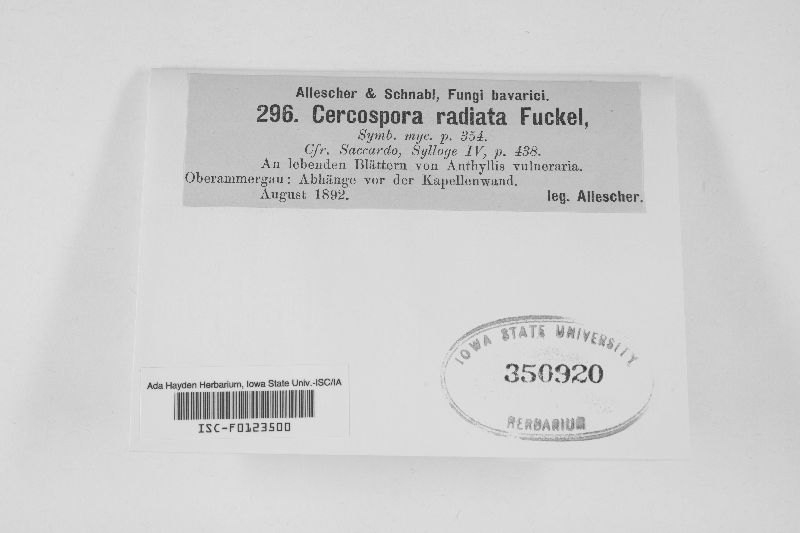 Allescher & Schnabl, Fungi bavarici.
296. Cercospora radiata Fuckel,
Symb. myc. p. 354.
Cfr. Saccardo, Sylloge IV, p. 438.
An lebenden Blättern von Anthyllis vulneraria.
Oberammergau: Abhänge vor der Kapellenwand.
August 1892. leg. Allescher.
IOWA STATE UNIVERSITY
350920
HERBARIUM
Ada Hayden Herbarium, Iowa State Univ.-ISC/IA
ISC-F0123500